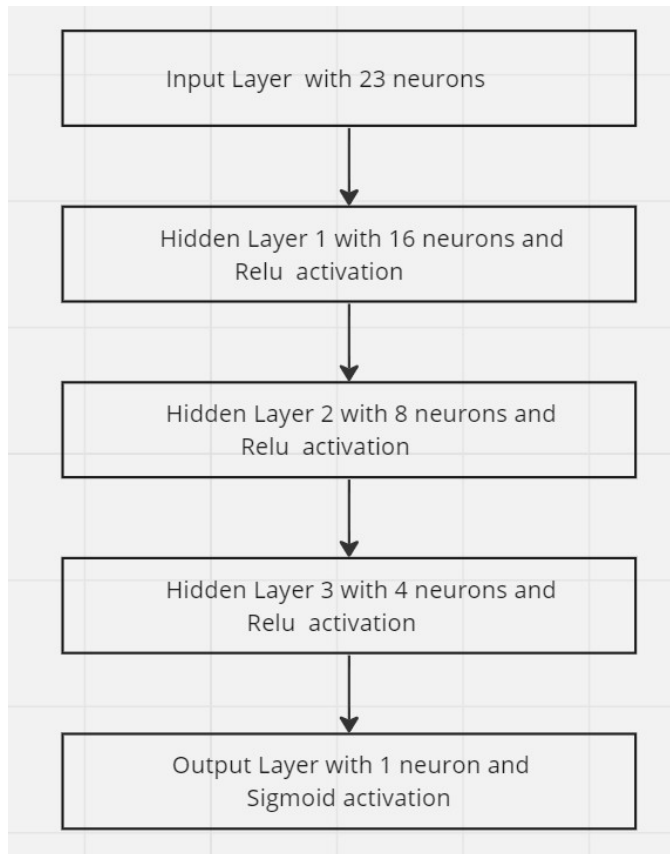 Input Layer with 23 neurons
Hidden Layer 1 with 16 neurons and
Relu activation
Hidden Layer 2 with 8 neurons and
Relu activation
Hidden Layer 3 with 4 neurons and
Relu activation
Output Layer with 1 neuron and
Sigmoid activation